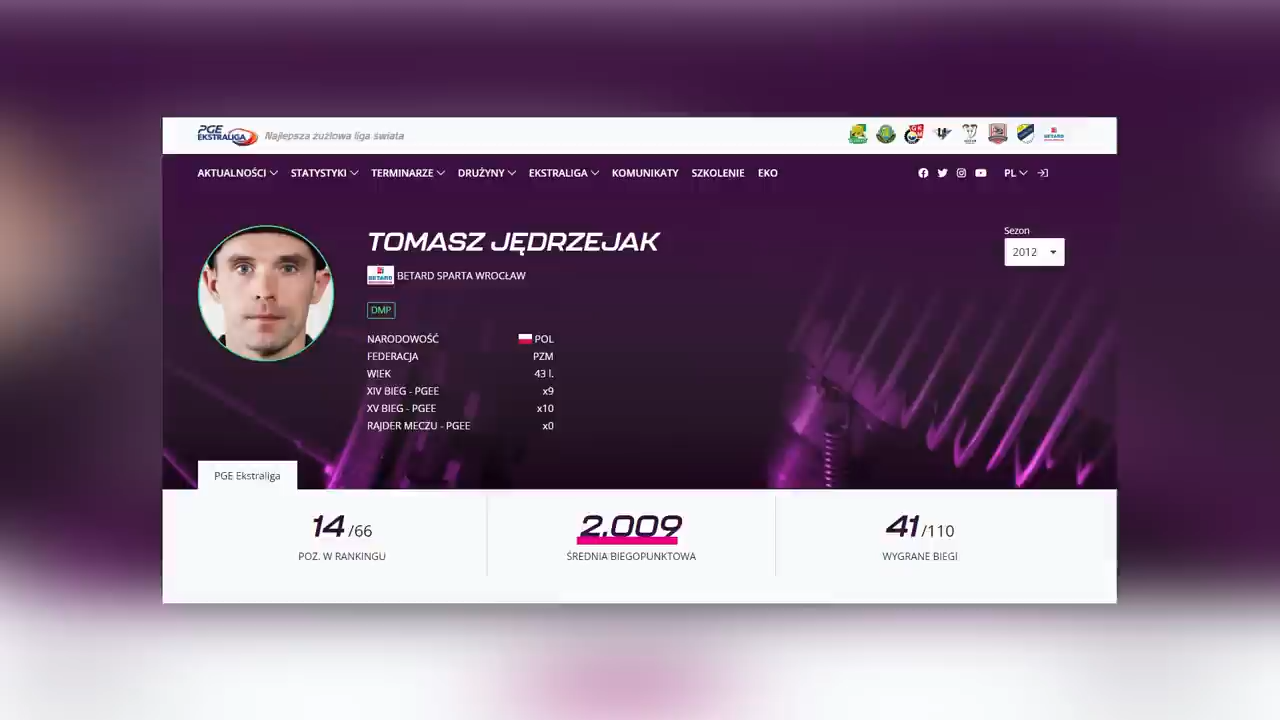 PGE EKSTRALIGA Najlepsza żużlowa liga świata
AKTUALNOŚCI STATYSTYKI TERMINARZE DRUŻYNY EKSTRALIGA KOMUNIKATY SZKOLENIE EKO PL
TOMASZ JĘDRZEJAK
Sezon
2012
BETARD BETARD SPARTA WROCŁAW
DMP
NARODOWOŚĆ POL
FEDERACJA PZM
WIEK 43 l.
XIV BIEG - PGEE x9
XV BIEG - PGEE x10
RAJDER MECZU - PGEE x0
PGE Ekstraliga
14 /66 2,009 41 /110
POZ. W RANKINGU ŚREDNIA BIEGOPUNKTOWA WYGRANE BIEGI